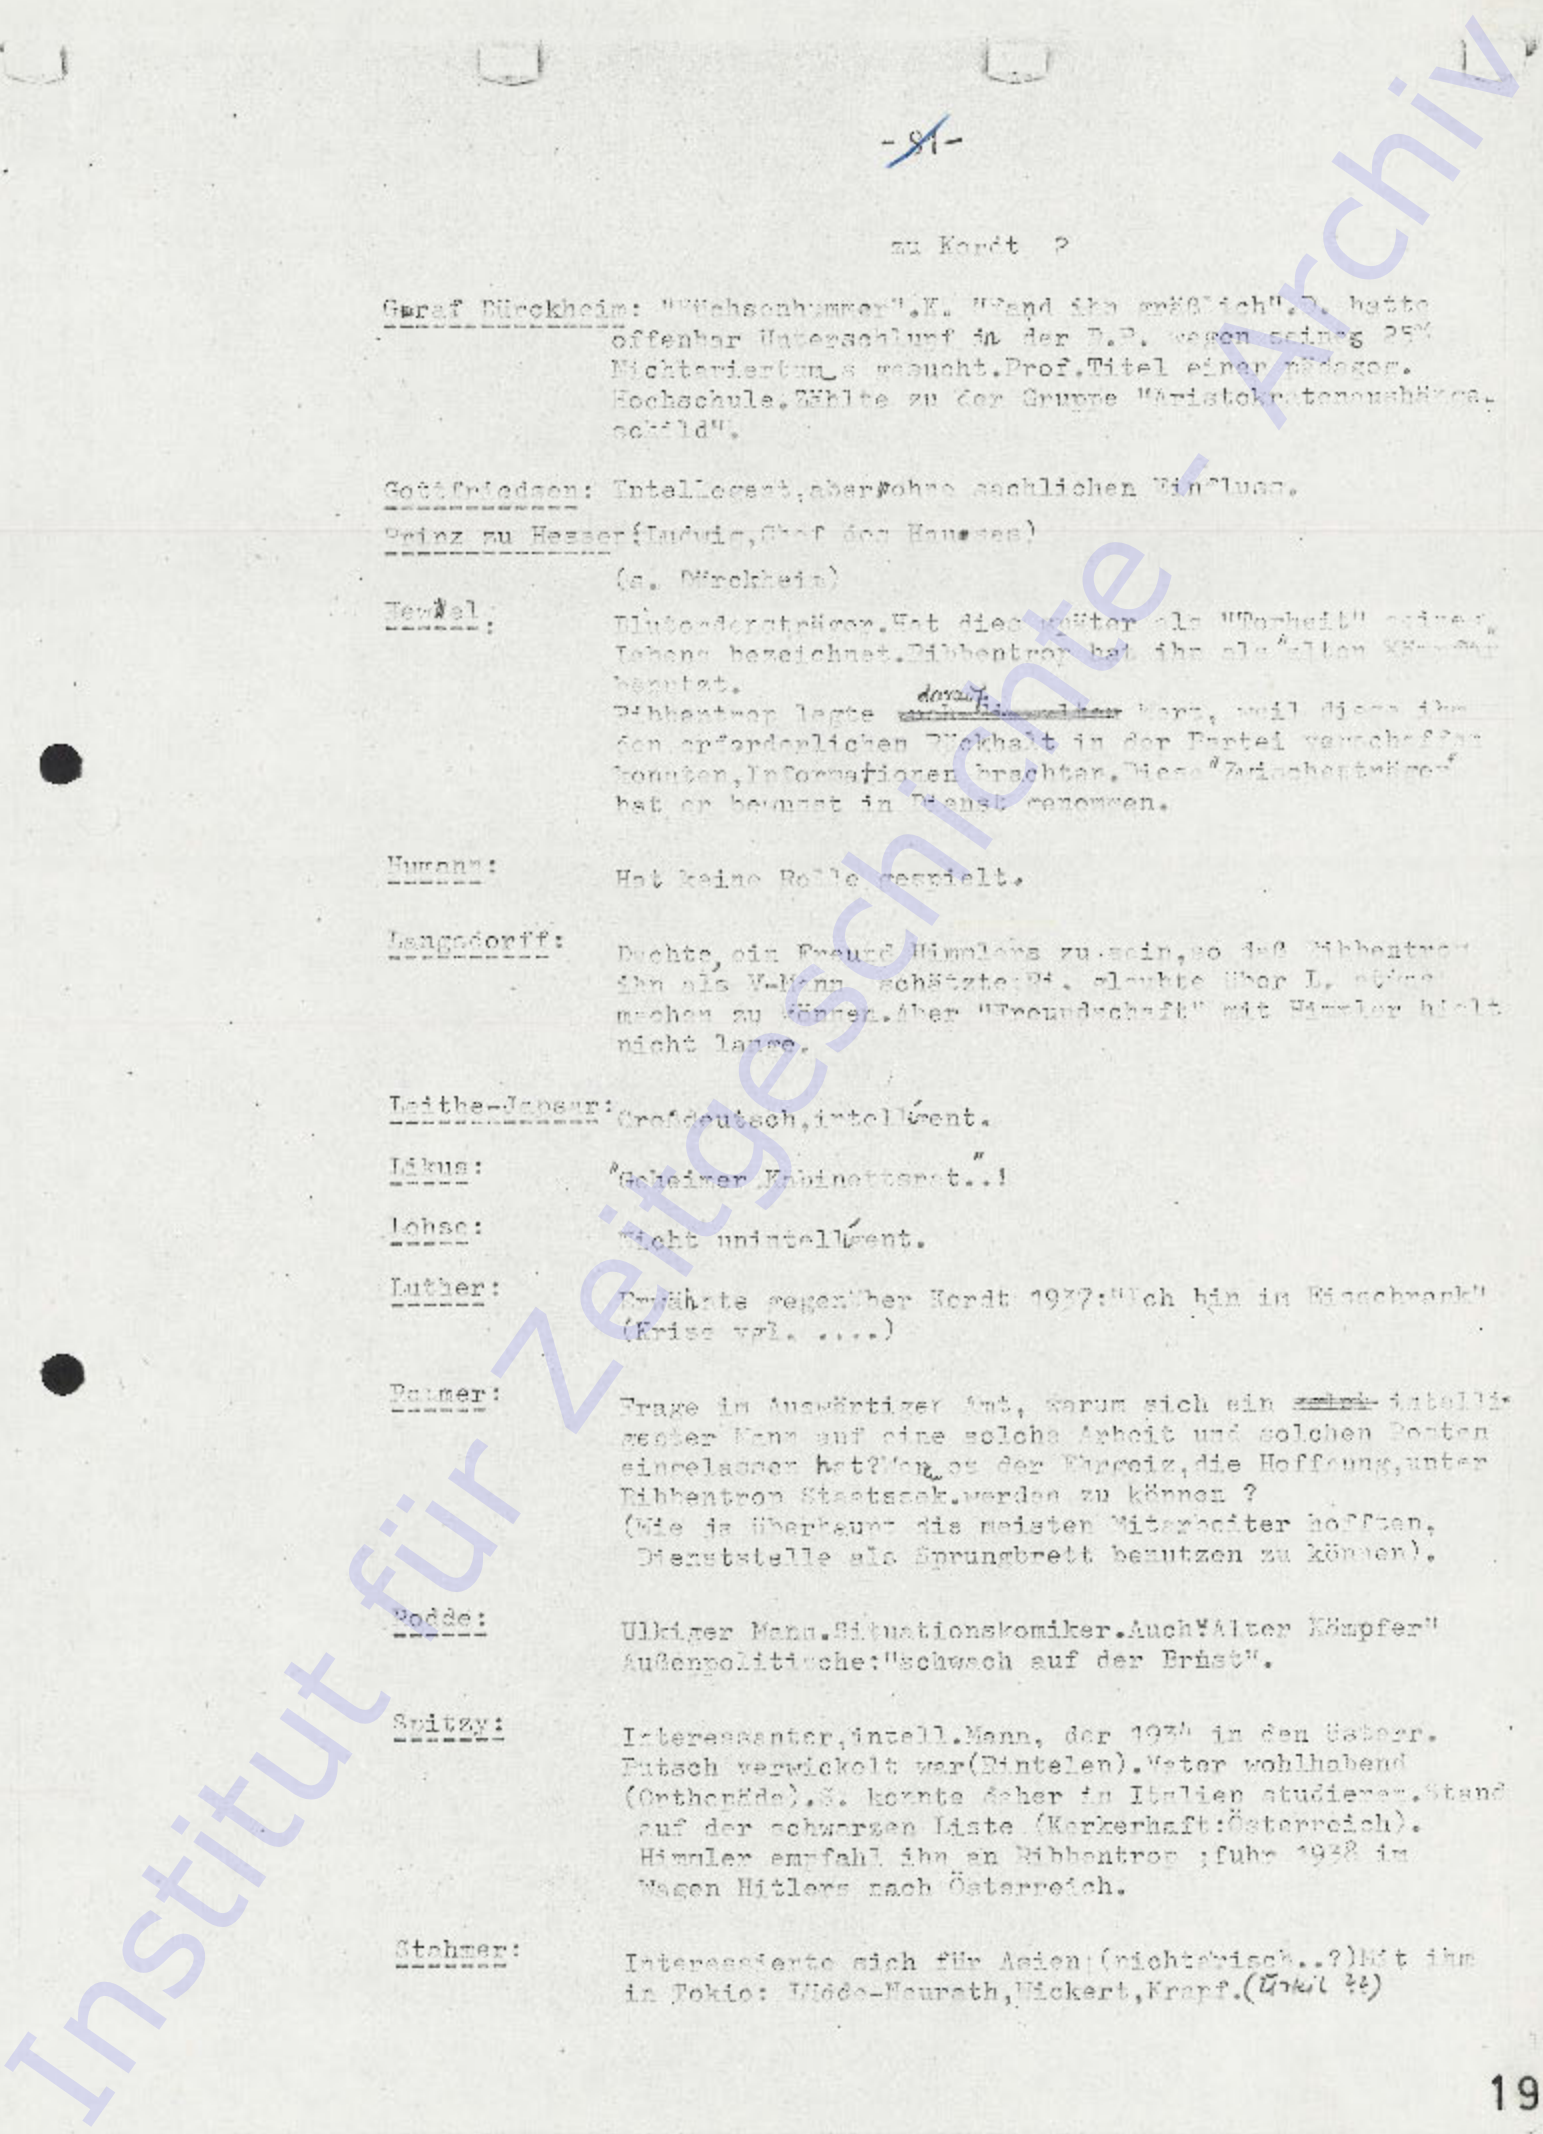 -81-
zu Kordt ?
Graf Dürckheim: "Büchsenhummer".K. "Fand ihn gräßlich".D. hatte
offenbar Unterschlupf in der D.R. wegen seines 25%
Nichtariertums gesucht.Prof.Titel einer pädagog.
Hochschule.Zählte zu der Gruppe "Aristokratenaushänge-
schild".
Gottfriedsen: Intellegent,aber ohne sachlichen Einfluss.
Prinz zu Hessen(Ludwig,Chef des Hauses)
(s. Dürckheim)
Hewel:
Blutordensträger.Hat dies später als "Torheit" seines
Lebens bezeichnet.Ribbentrop hat ihn als "alten Kämpfer
benutzt.
Ribbentrop legte darauf Wert, weil diese ihm
den erforderlichen Rückhalt in der Partei verschaffen
konnten,Informationen brachten.Diese "Zwischenträger"
hat er bewusst in Dienst genommen.
Humann:
Hat keine Rolle gespielt.
Langsdorff:
Dachte,ein Freund Himmlers zu sein,so daß Ribbentrop
ihn als V-Mann schätzte.Ri. glaubte über L. etwas
machen zu können.Aber "Freundschaft" mit Himmler hielt
nicht lange.
Leithe-Jasper:
Großdeutsch,intelligent.
Likus:
"Geheimer Kabinettsrat"..!
Lohse:
Nicht unintelligent.
Luther:
Erwähnte gegenüber Kordt 1937:"Ich bin im Eisschrank"
(Krise vgl. ....)
Raumer:
Frage im Auswärtigen Amt, warum sich ein intelli-
genter Mann auf eine solche Arbeit und solchen Posten
eingelassen hat?War es der Ehrgeiz,die Hoffnung,unter
Ribbentrop Staatssek.werden zu können ?
(Wie ja überhaupt die meisten Mitarbeiter hofften,
Dienststelle als Sprungbrett benutzen zu können).
Rodde:
Ulkiger Mann.Situationskomiker.Auch"Alter Kämpfer"
Außenpolitische:"schwach auf der Brust".
Spitzy:
Interessanter,intell.Mann, der 1934 in den österr.
Putsch verwickelt war(Rintelen).Vater wohlhabend
(Orthopäde).S. konnte daher in Italien studieren.Stand
auf der schwarzen Liste (Kerkerhaft:Österreich).
Himmler empfahl ihn an Ribbentrop ;fuhr 1938 im
Wagen Hitlers nach Österreich.
Stahmer:
Interessierte sich für Asien (nichtarisch..?)Mit ihm
in Tokio: Lüdde-Neurath,Wickert,Krapf.
19
Institut für Zeitgeschichte - Archiv